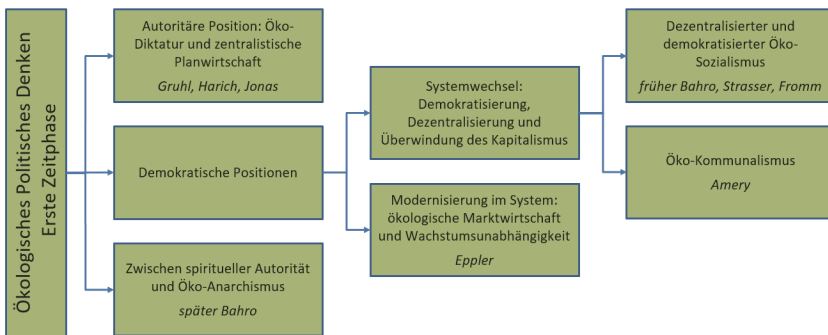 Ökologisches Politisches Denken
Erste Zeitphase
Autoritäre Position: Öko-
Diktatur und zentralistische
Planwirtschaft
Gruhl, Harich, Jonas
Demokratische Positionen
Zwischen spiritueller Autorität
und Öko-Anarchismus
später Bahro
Systemwechsel:
Demokratisierung,
Dezentralisierung und
Überwindung des Kapitalismus
Modernisierung im System:
ökologische Marktwirtschaft
und Wachstumsunabhängigkeit
Eppler
Dezentralisierter und
demokratisierter Öko-
Sozialismus
früher Bahro, Strasser, Fromm
Öko-Kommunalismus
Amery